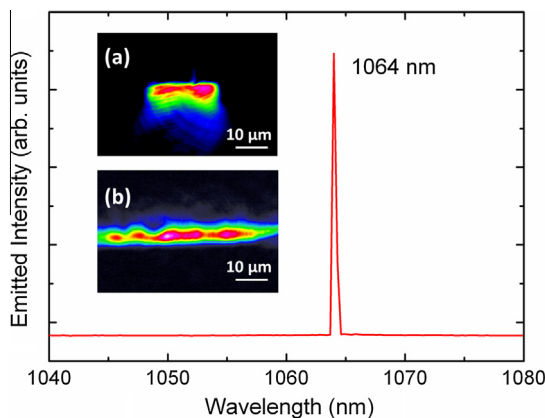 (a)
10 μm
1064 nm
(b)
10 μm
Emitted Intensity (arb. units)
1040 1050 1060 1070 1080
Wavelength (nm)